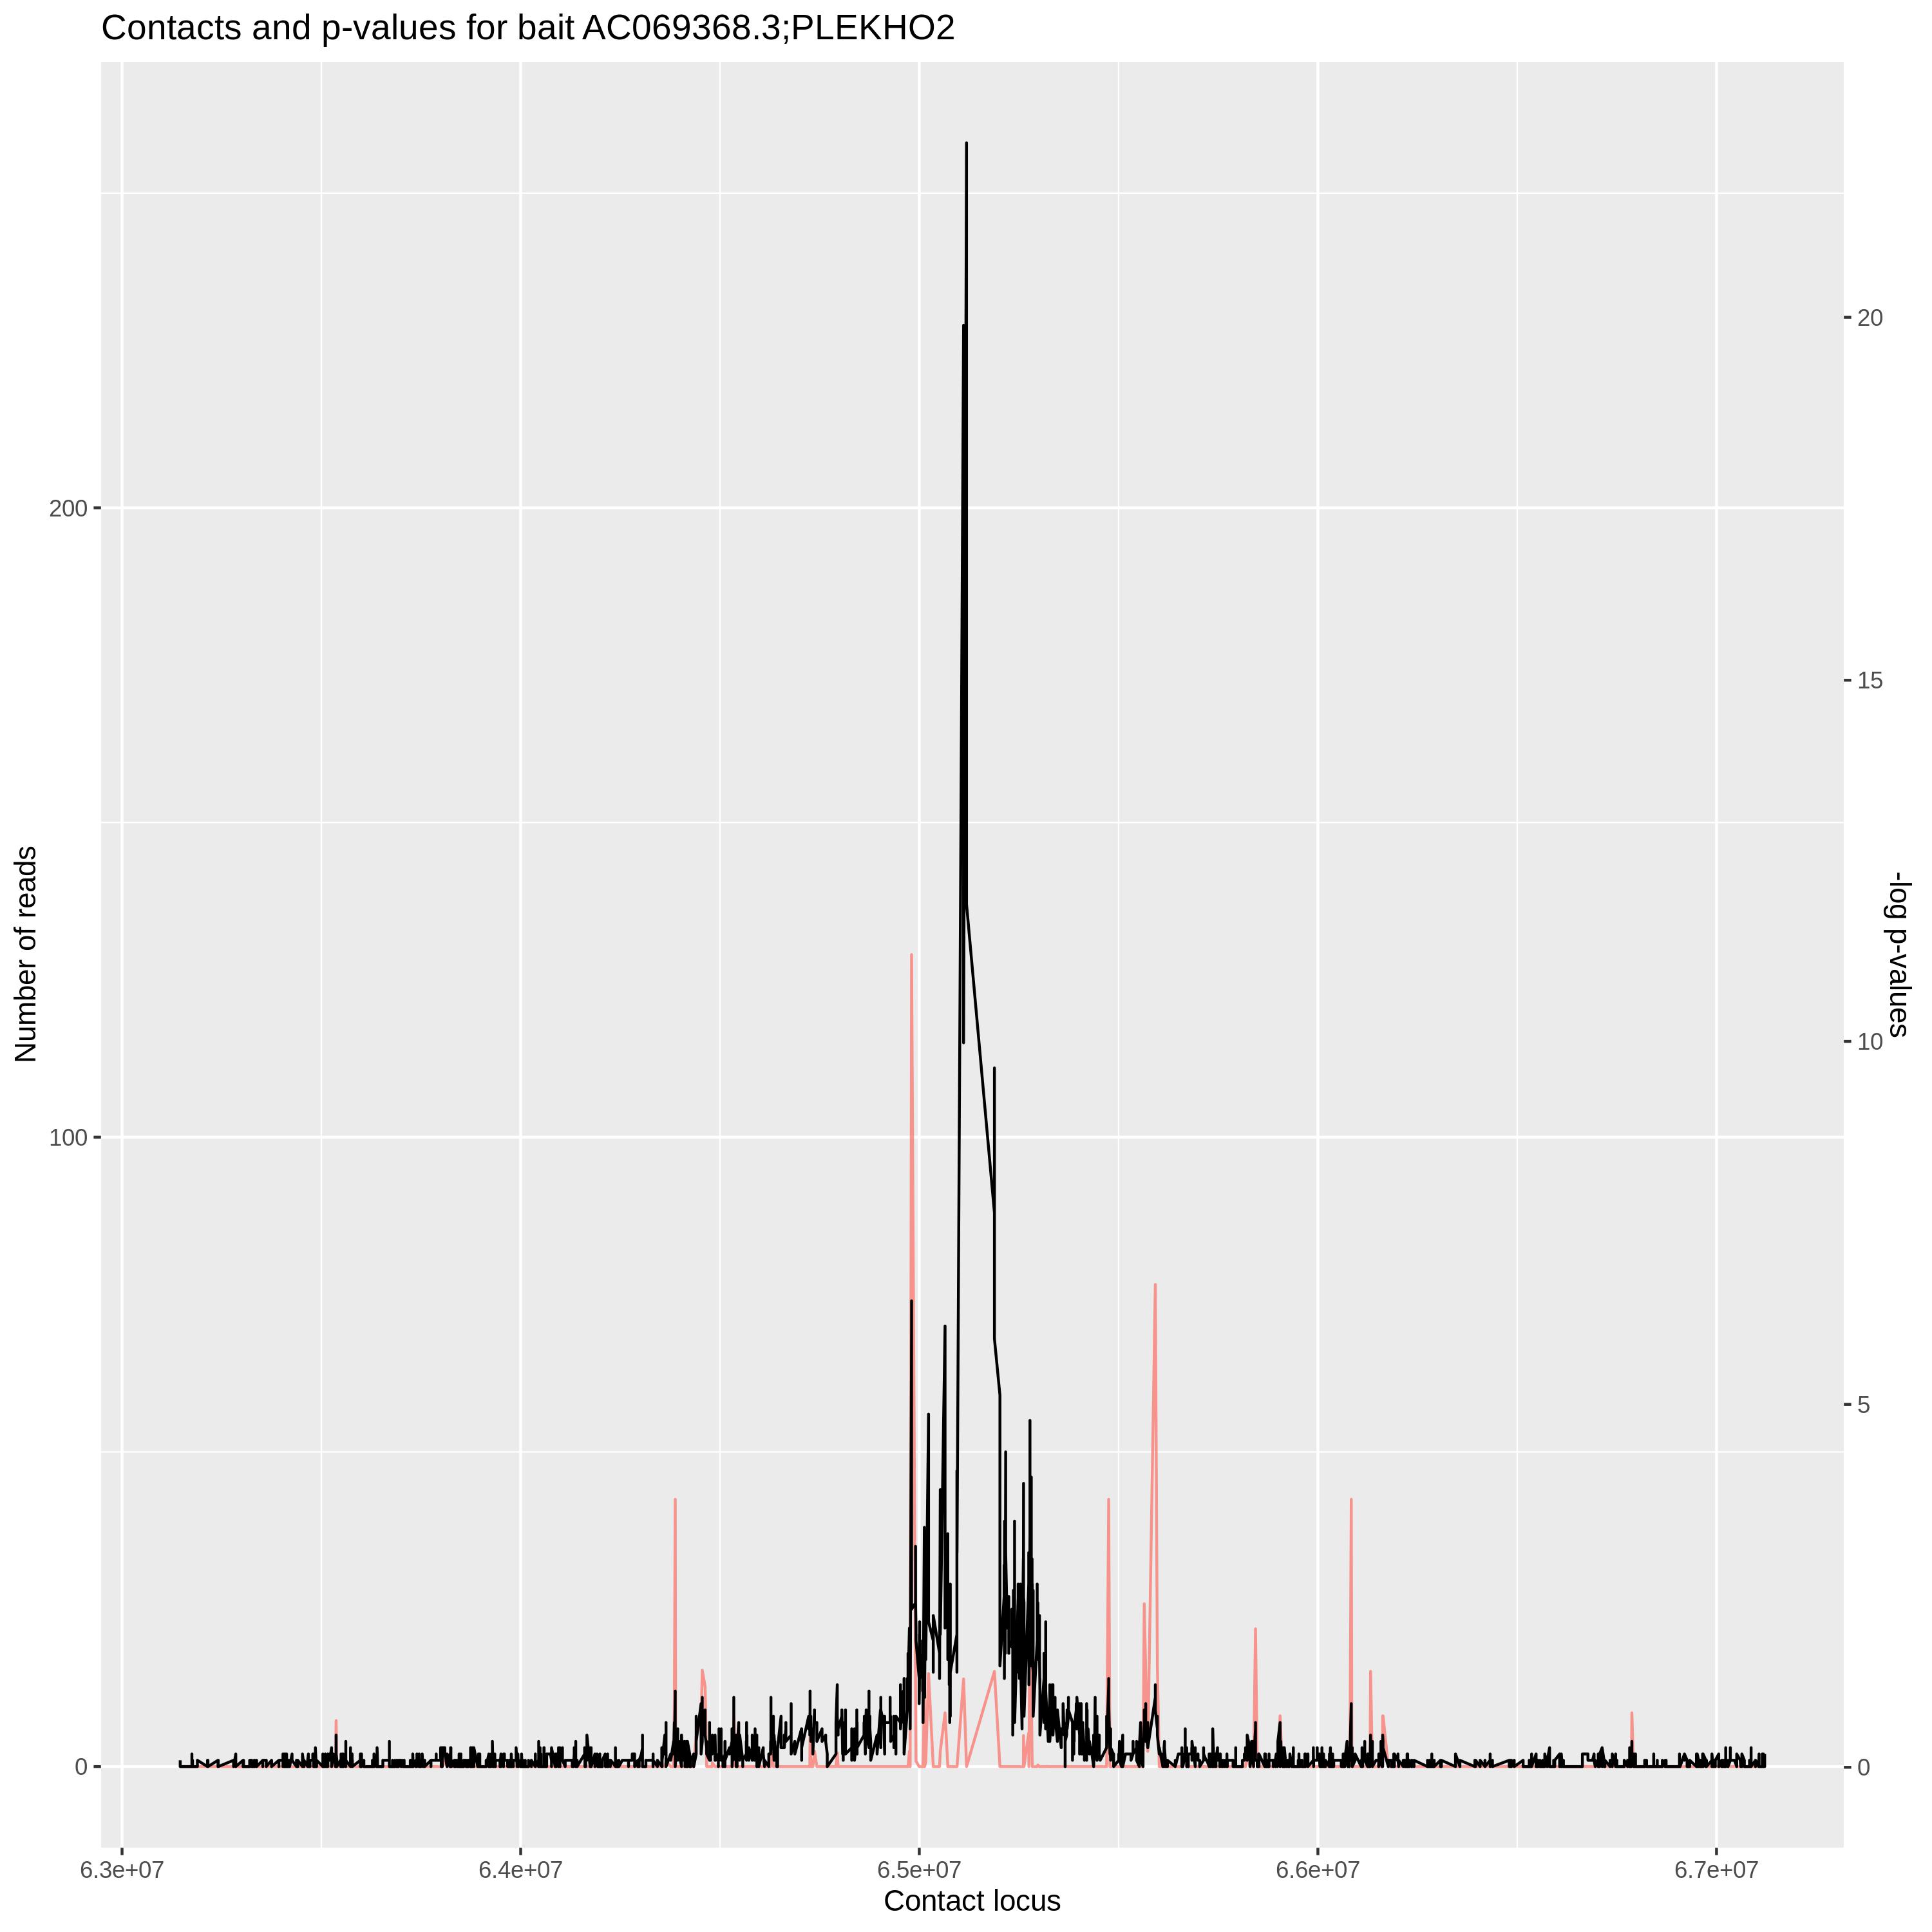 Contacts and p-values for bait AC069368.3;PLEKHO2
Number of reads
200
100
0
20
15
10
5
0
-log p-values
6.3e+07
6.4e+07
6.5e+07
6.6e+07
6.7e+07
Contact locus